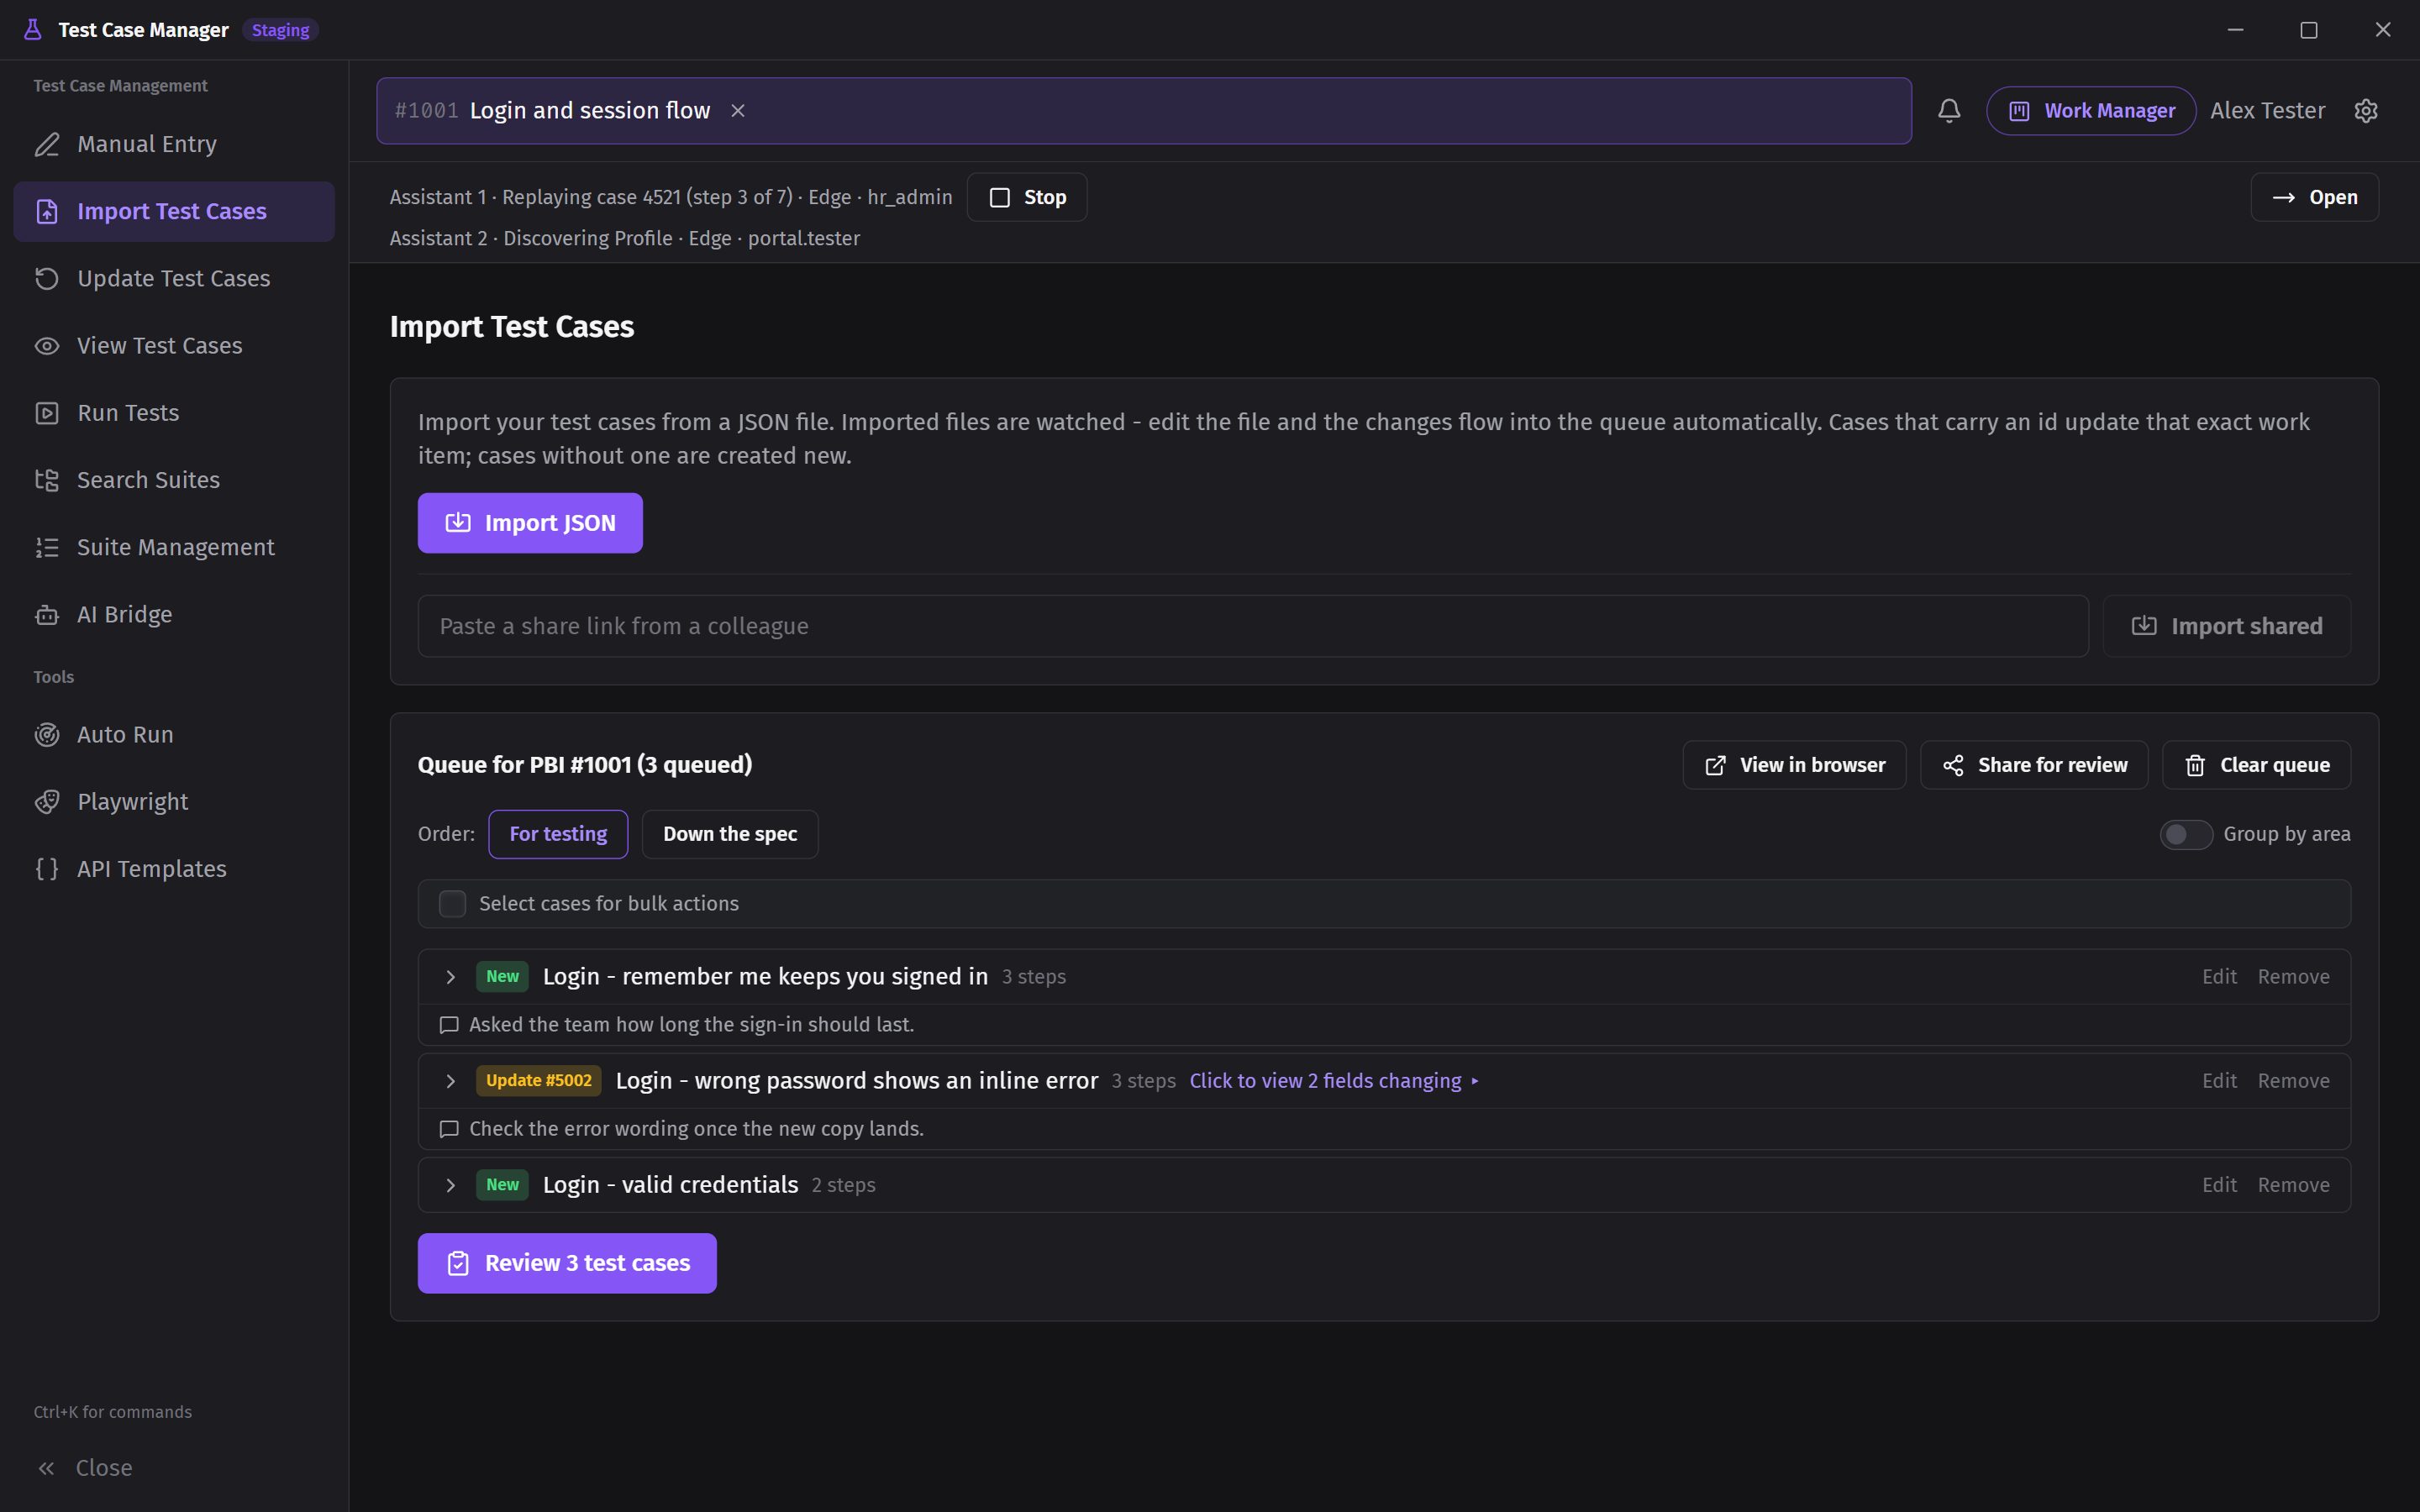 Test Case Manager Staging
Test Case Management
Manual Entry
Import Test Cases
Update Test Cases
View Test Cases
Run Tests
Search Suites
Suite Management
AI Bridge
Tools
Auto Run
Playwright
API Templates
Ctrl+K for commands
Close
#1001 Login and session flow
Work Manager
Alex Tester
Assistant 1 · Replaying case 4521 (step 3 of 7) · Edge · hr_admin Stop Open
Assistant 2 · Discovering Profile · Edge · portal.tester
Import Test Cases
Import your test cases from a JSON file. Imported files are watched - edit the file and the changes flow into the queue automatically. Cases that carry an id update that exact work
item; cases without one are created new.
Import JSON
Paste a share link from a colleague Import shared
Queue for PBI #1001 (3 queued) View in browser Share for review Clear queue
Order: For testing Down the spec Group by area
Select cases for bulk actions
New Login - remember me keeps you signed in 3 steps Edit Remove
Asked the team how long the sign-in should last.
Update #5002 Login - wrong password shows an inline error 3 steps Click to view 2 fields changing Edit Remove
Check the error wording once the new copy lands.
New Login - valid credentials 2 steps Edit Remove
Review 3 test cases